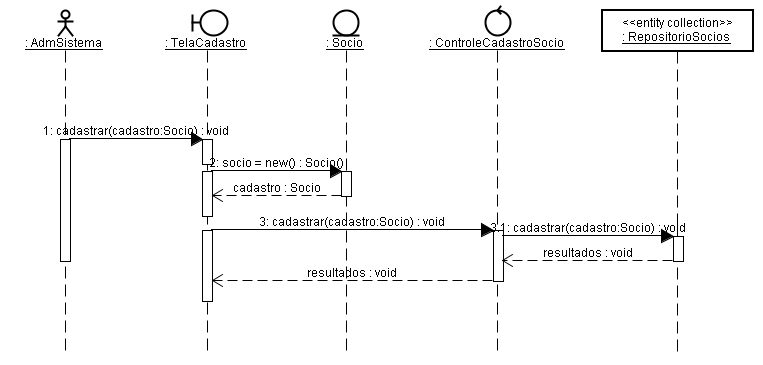 <<entity collection>>
: AdmSistema
: TelaCadastro
: Socio
: ControleCadastroSocio
: RepositorioSocios
1: cadastrar(cadastro:Socio) : void
2: socio = new() : Socio()
cadastro : Socio
3: cadastrar(cadastro:Socio) : void
3.1: cadastrar(cadastro:Socio) : void
resultados : void
resultados : void